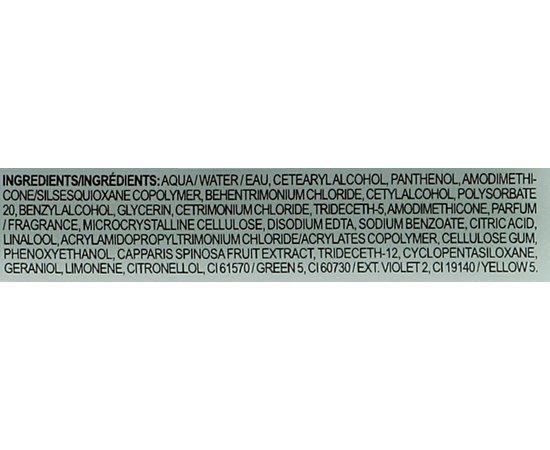 INGREDIENTS/INGRÉDIENTS: AQUA / WATER / EAU, CETEARYL ALCOHOL, PANTHENOL, AMODIMETHI-
CONE/SILSESQUIOXANE COPOLYMER, BEHENTRIMONIUM CHLORIDE, CETYL ALCOHOL, POLYSORBATE
20, BENZYL ALCOHOL, GLYCERIN, CETRIMONIUM CHLORIDE, TRIDECETH-5, AMODIMETHICONE, PARFUM
/ FRAGRANCE, MICROCRYSTALLINE CELLULOSE, DISODIUM EDTA, SODIUM BENZOATE, CITRIC ACID,
LINALOOL, ACRYLAMIDOPROPYLTRIMONIUM CHLORIDE/ACRYLATES COPOLYMER, CELLULOSE GUM,
PHENOXYETHANOL, CAPPARIS SPINOSA FRUIT EXTRACT, TRIDECETH-12, CYCLOPENTASILOXANE,
GERANIOL, LIMONENE, CITRONELLOL, CI 61570 / GREEN 5, CI 60730 / EXT. VIOLET 2, CI 19140 / YELLOW 5.